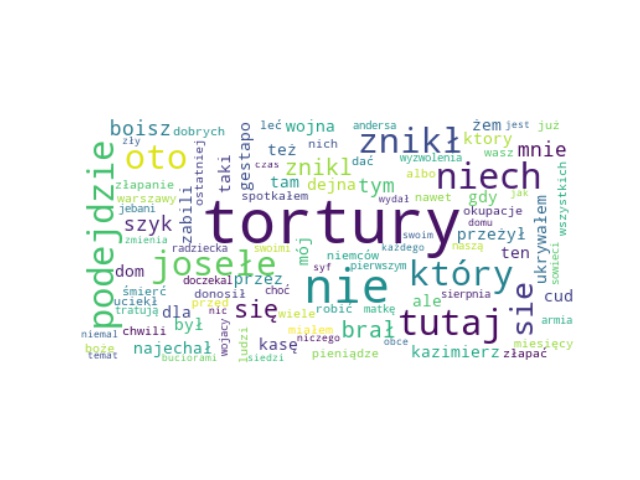 boisz
dobrych
leć
wojna
andersa
żem
jest
już
zły
oto
ostatniej
taki
gestapo
też
nich
znikł
ktory
wasz
mnie
podejdzie
złapanie
czas
znikl
dać
wyzwolenia
albo
niech
wszystkich
warszawy
zabili
spotkałem
tam
dejna
tym
wydał
nawet
gdy
jak
jebani
szyk
tortury
okupacje
domu
ukrywałem
zmienia
radziecka
swoimi
mój
swoim
każdego
przeżył
naszą
ten
sowieci
dom
josełe
niemców
pierwszym
syf
który
doczekał
przez
choć
nie
śmierć
donosił
sie
cud
uciekł
przed
się
ale
sierpnia
tratują
dla
nic
wiele
robić
matkę
tutaj
armia
niemal
chwili
był
wojacy
ludzi
miałem
niczego
brał
obce
boże
temat
najechał
buciorami
kasę
siedzi
pieniądze
kazimierz
złapać
miesięcy